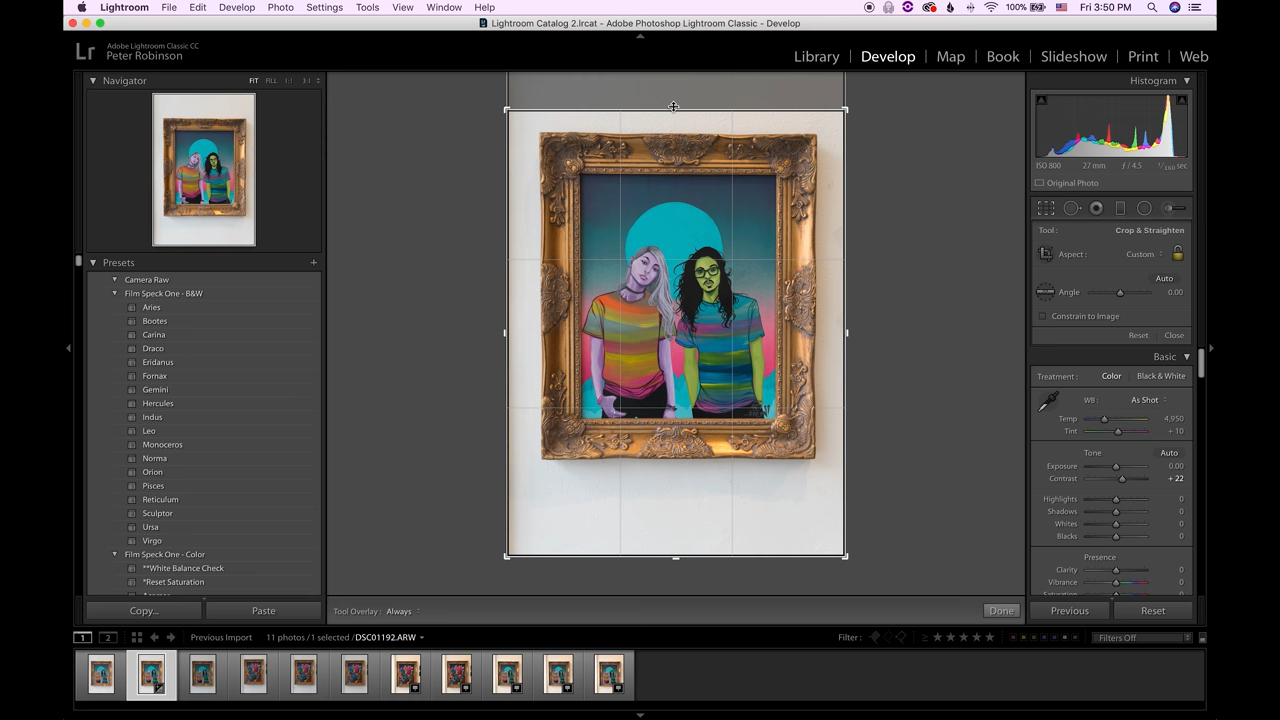 Lightroom File Edit Develop Photo Settings Tools View Window Help 100% Fri 3:50 PM
Lightroom Catalog 2.lrcat - Adobe Photoshop Lightroom Classic - Develop
Lr Adobe Lightroom Classic CC
Peter Robinson
Library | Develop | Map | Book | Slideshow | Print | Web
Navigator FIT FILL 1:1 3:1
Presets +
Camera Raw
Film Speck One - B&W
Aries
Bootes
Carina
Draco
Eridanus
Fornax
Gemini
Hercules
Indus
Leo
Monoceros
Norma
Orion
Pisces
Reticulum
Sculptor
Ursa
Virgo
Film Speck One - Color
**White Balance Check
*Reset Saturation
Copy... Paste
Tool Overlay : Always Done
Histogram
ISO 800 27 mm ƒ / 4.5 1/160 sec
Original Photo
Tool : Crop & Straighten
Aspect : Custom
Auto
Angle 0.00
Constrain to Image
Reset Close
Basic
Treatment : Color Black & White
WB : As Shot
Temp 4,950
Tint + 10
Tone Auto
Exposure 0.00
Contrast + 22
Highlights 0
Shadows 0
Whites 0
Blacks 0
Presence
Clarity 0
Vibrance 0
Previous Reset
1 2 Previous Import 11 photos / 1 selected / DSC01192.ARW Filter : Filters Off